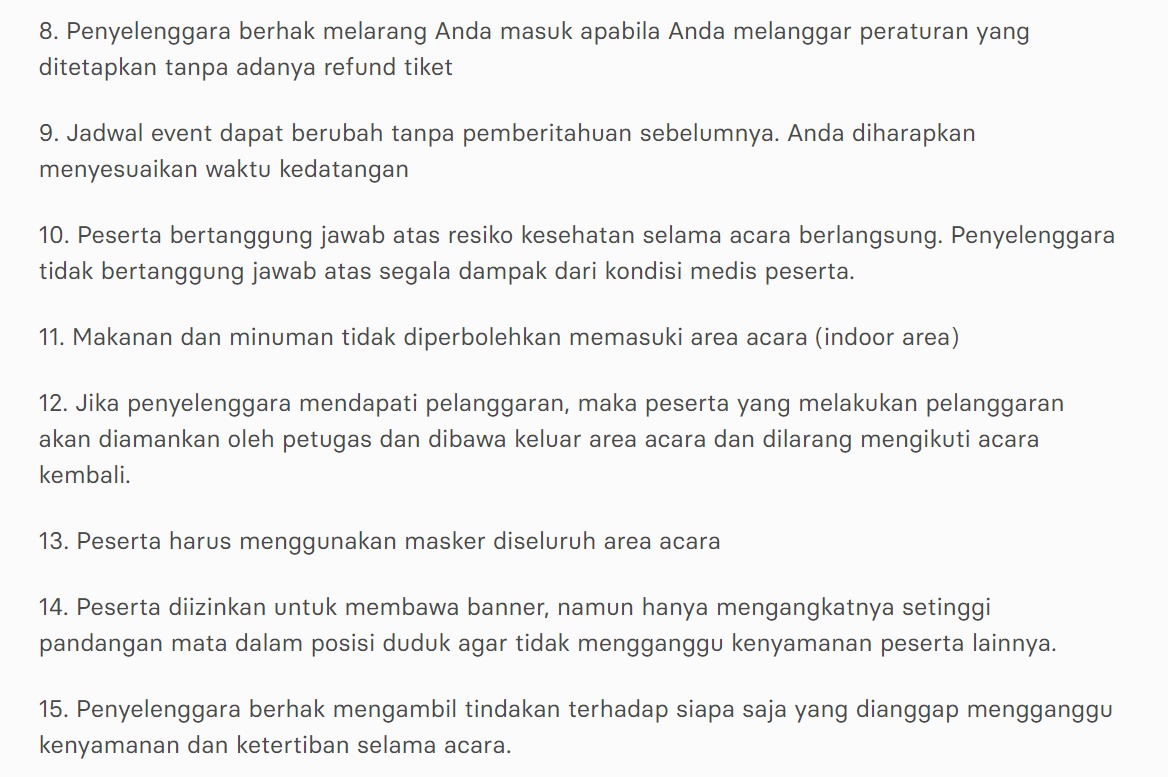 8. Penyelenggara berhak melarang Anda masuk apabila Anda melanggar peraturan yang
ditetapkan tanpa adanya refund tiket
9. Jadwal event dapat berubah tanpa pemberitahuan sebelumnya. Anda diharapkan
menyesuaikan waktu kedatangan
10. Peserta bertanggung jawab atas resiko kesehatan selama acara berlangsung. Penyelenggara
tidak bertanggung jawab atas segala dampak dari kondisi medis peserta.
11. Makanan dan minuman tidak diperbolehkan memasuki area acara (indoor area)
12. Jika penyelenggara mendapati pelanggaran, maka peserta yang melakukan pelanggaran
akan diamankan oleh petugas dan dibawa keluar area acara dan dilarang mengikuti acara
kembali.
13. Peserta harus menggunakan masker diseluruh area acara
14. Peserta diizinkan untuk membawa banner, namun hanya mengangkatnya setinggi
pandangan mata dalam posisi duduk agar tidak mengganggu kenyamanan peserta lainnya.
15. Penyelenggara berhak mengambil tindakan terhadap siapa saja yang dianggap mengganggu
kenyamanan dan ketertiban selama acara.